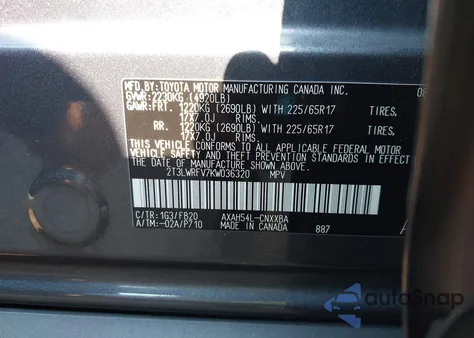 MFD.BY:TOYOTA MOTOR MANUFACTURING CANADA INC. 08
GVWR:2230KG (4920LB)
GAWR:FRT. 1220KG (2690LB) WITH 225/65R17 TIRES,
17X7.0J RIMS.
RR. 1220KG (2690LB) WITH 225/65R17 TIRES,
17X7.0J RIMS.
THIS VEHICLE CONFORMS TO ALL APPLICABLE FEDERAL MOTOR
VEHICLE SAFETY AND THEFT PREVENTION STANDARDS IN EFFECT ON
THE DATE OF MANUFACTURE SHOWN ABOVE.
2T3LWRFV7KW036320 MPV
C/TR:1G3/FB20 AXAH54L-CNXXBA
A/TM:-02A/P710 MADE IN CANADA 887 A
autoSnap